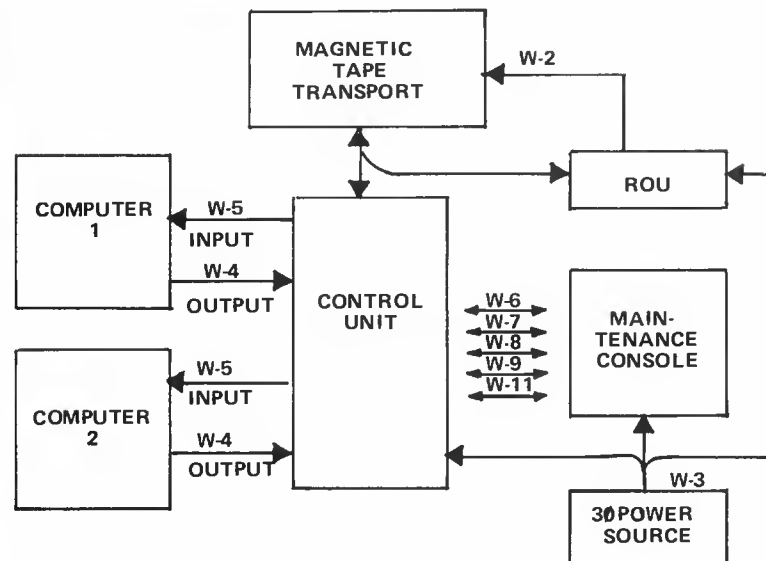 MAGNETIC
TAPE
TRANSPORT
W-2
ROU
COMPUTER
1
W-5
INPUT
W-4
OUTPUT
CONTROL
UNIT
W-6
W-7
W-8
W-9
W-11
MAIN-
TENANCE
CONSOLE
COMPUTER
2
W-5
INPUT
W-4
OUTPUT
W-3
3Ø POWER
SOURCE